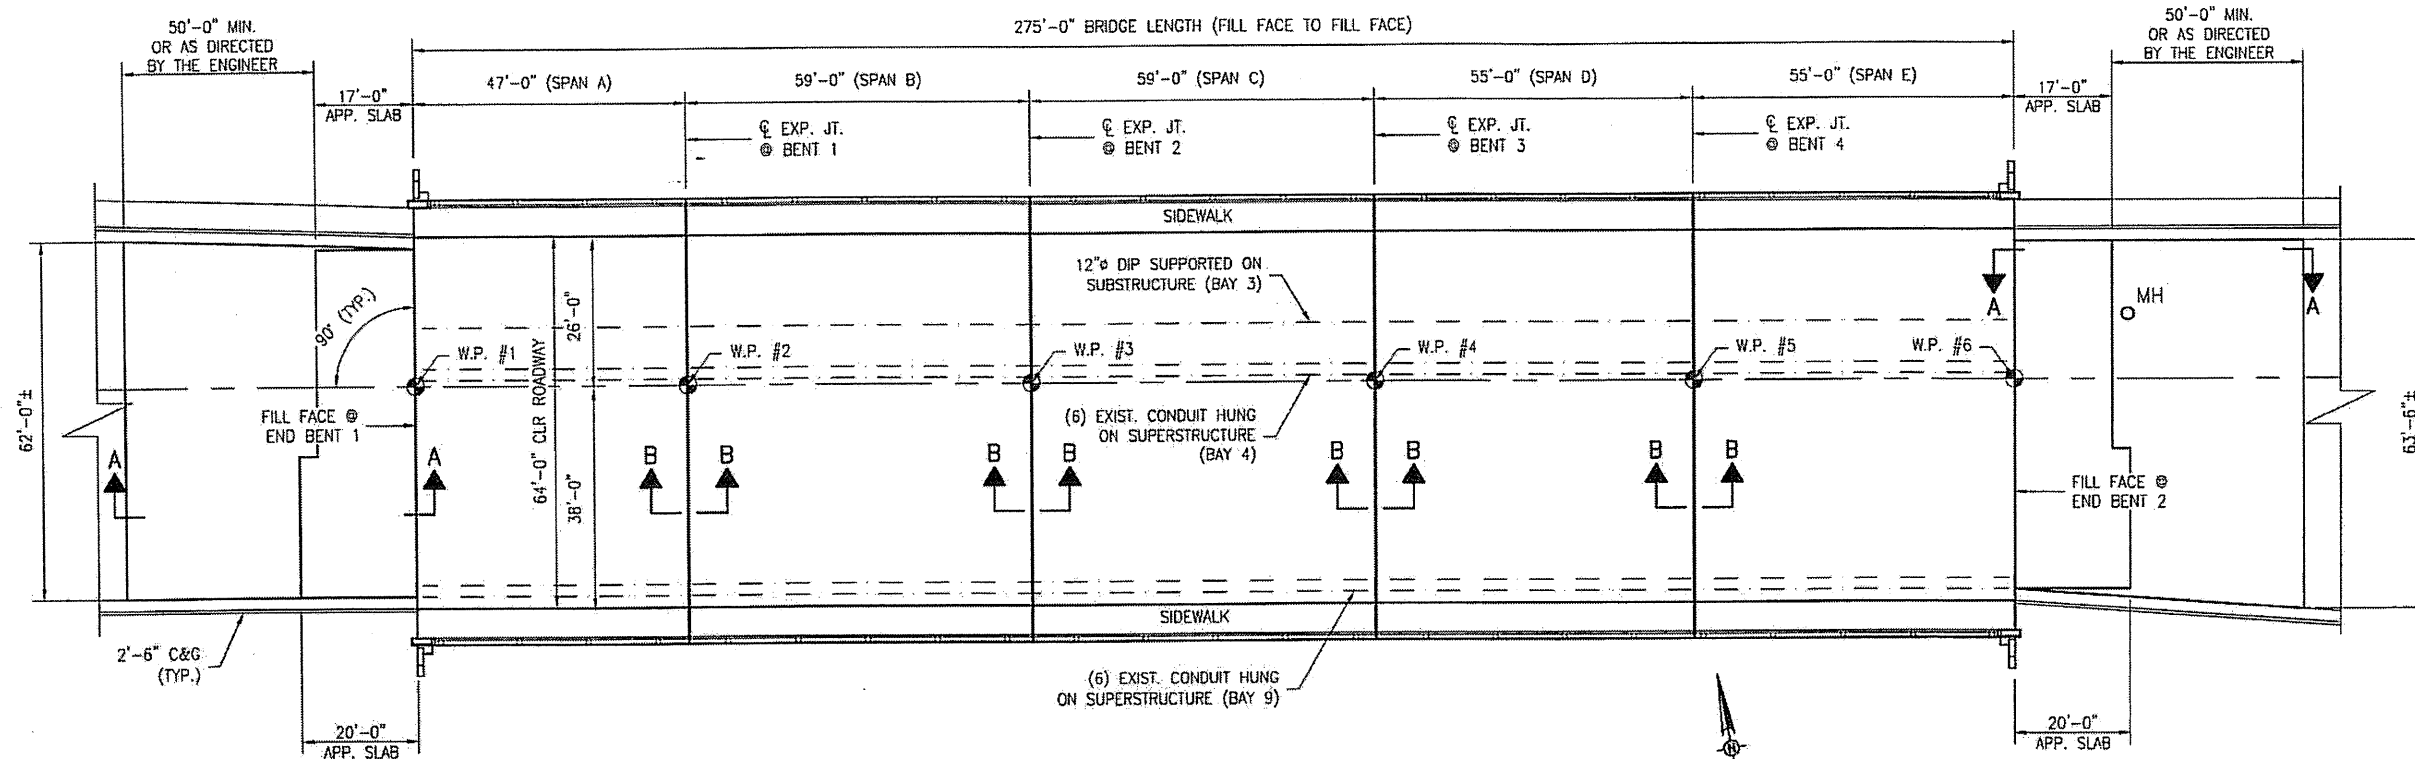 50'-0" MIN.
OR AS DIRECTED
BY THE ENGINEER
275'-0" BRIDGE LENGTH (FILL FACE TO FILL FACE)
50'-0" MIN.
OR AS DIRECTED
BY THE ENGINEER
17'-0"
APP. SLAB
47'-0" (SPAN A)
59'-0" (SPAN B)
59'-0" (SPAN C)
55'-0" (SPAN D)
55'-0" (SPAN E)
17'-0"
APP. SLAB
℄ EXP. JT.
@ BENT 1
℄ EXP. JT.
@ BENT 2
℄ EXP. JT.
@ BENT 3
℄ EXP. JT.
@ BENT 4
SIDEWALK
12"ø DIP SUPPORTED ON
SUBSTRUCTURE (BAY 3)
A
A
MH
90° (TYP.)
26'-0"
W.P. #1
W.P. #2
W.P. #3
W.P. #4
W.P. #5
W.P. #6
62'-0"±
63'-6"±
FILL FACE @
END BENT 1
64'-0" CLR ROADWAY
38'-0"
(6) EXIST. CONDUIT HUNG
ON SUPERSTRUCTURE
(BAY 4)
A
A
B
B
B
B
B
B
B
B
FILL FACE @
END BENT 2
SIDEWALK
2'-6" C&G
(TYP.)
(6) EXIST. CONDUIT HUNG
ON SUPERSTRUCTURE (BAY 9)
20'-0"
APP. SLAB
N
20'-0"
APP. SLAB